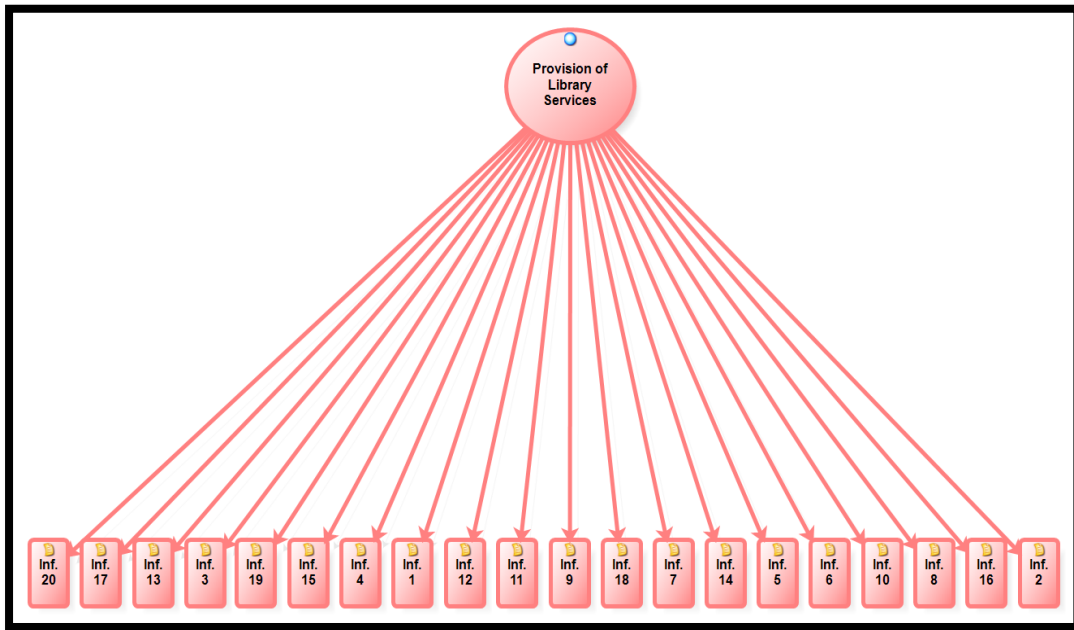 Provision of
Library
Services
Inf.
20
Inf.
17
Inf.
13
Inf.
3
Inf.
19
Inf.
15
Inf.
4
Inf.
1
Inf.
12
Inf.
11
Inf.
9
Inf.
18
Inf.
7
Inf.
14
Inf.
5
Inf.
6
Inf.
10
Inf.
8
Inf.
16
Inf.
2